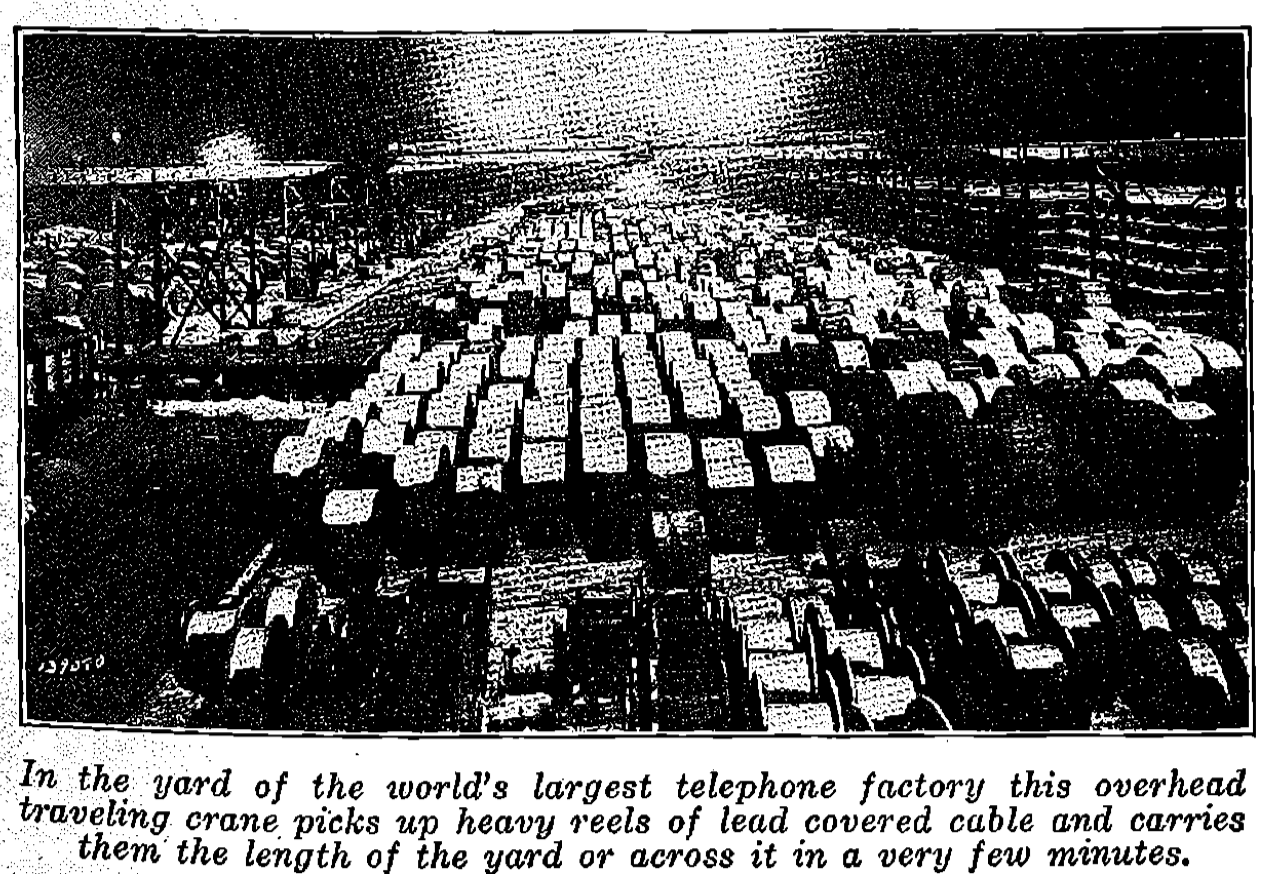 In the yard of the world's largest telephone factory this overhead
traveling crane picks up heavy reels of lead covered cable and carries
them the length of the yard or across it in a very few minutes.